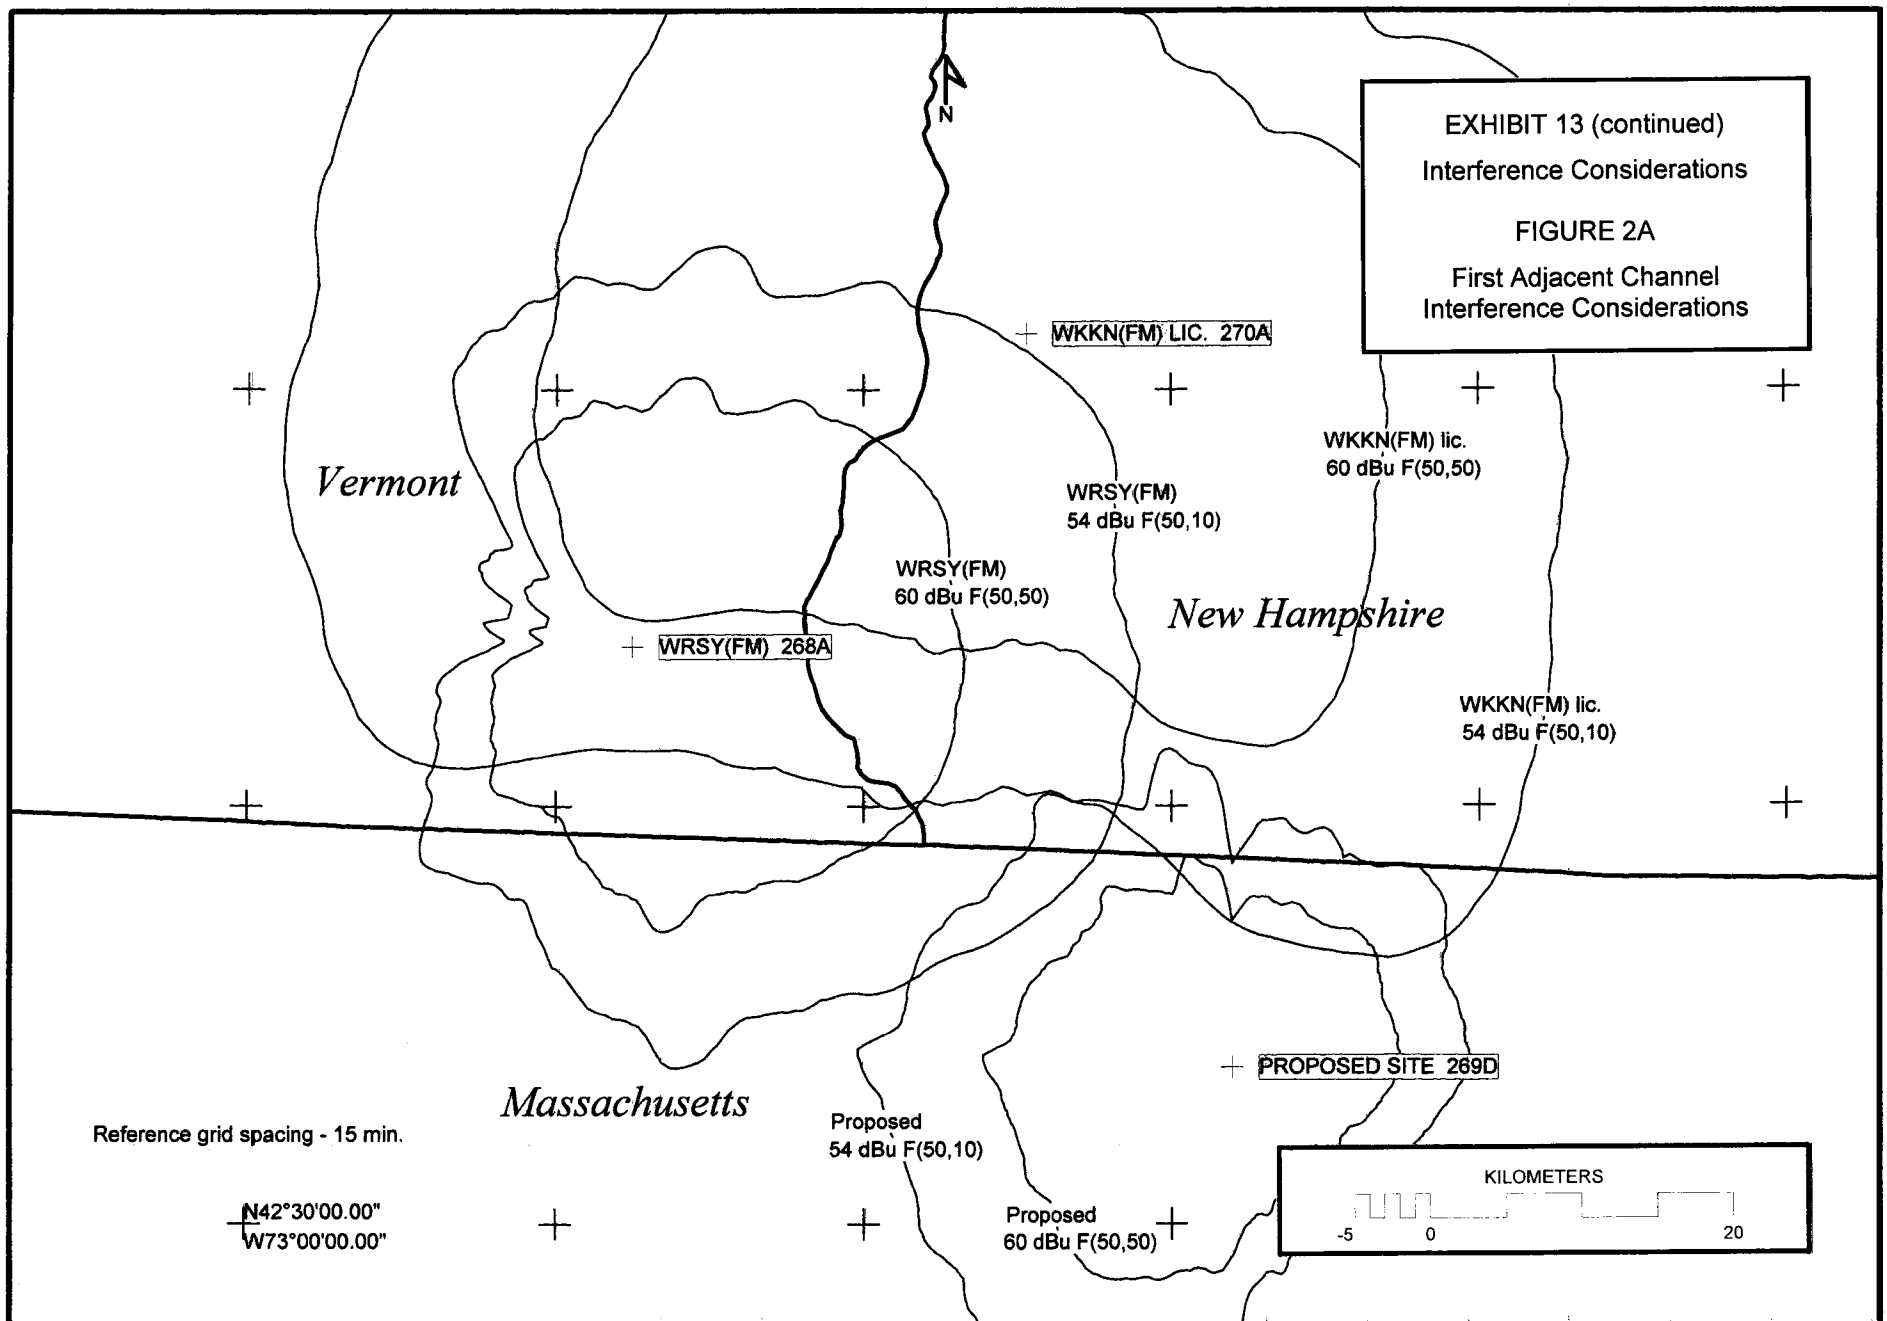 N
EXHIBIT 13 (continued)
Interference Considerations
FIGURE 2A
First Adjacent Channel
Interference Considerations
WKKN(FM) LIC. 270A
WKKN(FM) lic.
60 dBu F(50,50)
Vermont
WRSY(FM)
54 dBu F(50,10)
WRSY(FM)
60 dBu F(50,50)
New Hampshire
WRSY(FM) 268A
WKKN(FM) lic.
54 dBu F(50,10)
PROPOSED SITE 269D
Massachusetts
Proposed
54 dBu F(50,10)
Reference grid spacing - 15 min.
KILOMETERS
-5 0 20
N42°30'00.00"
W73°00'00.00"
Proposed
60 dBu F(50,50)